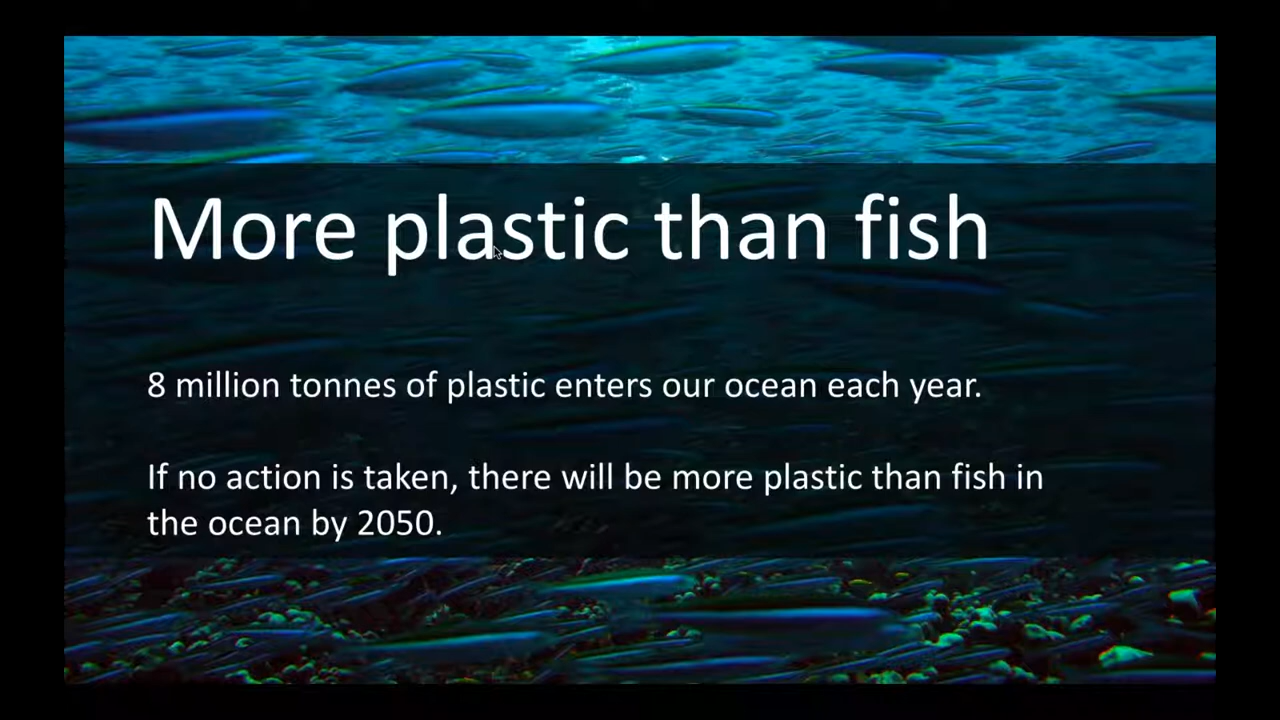 More plastic than fish
8 million tonnes of plastic enters our ocean each year.
If no action is taken, there will be more plastic than fish in
the ocean by 2050.